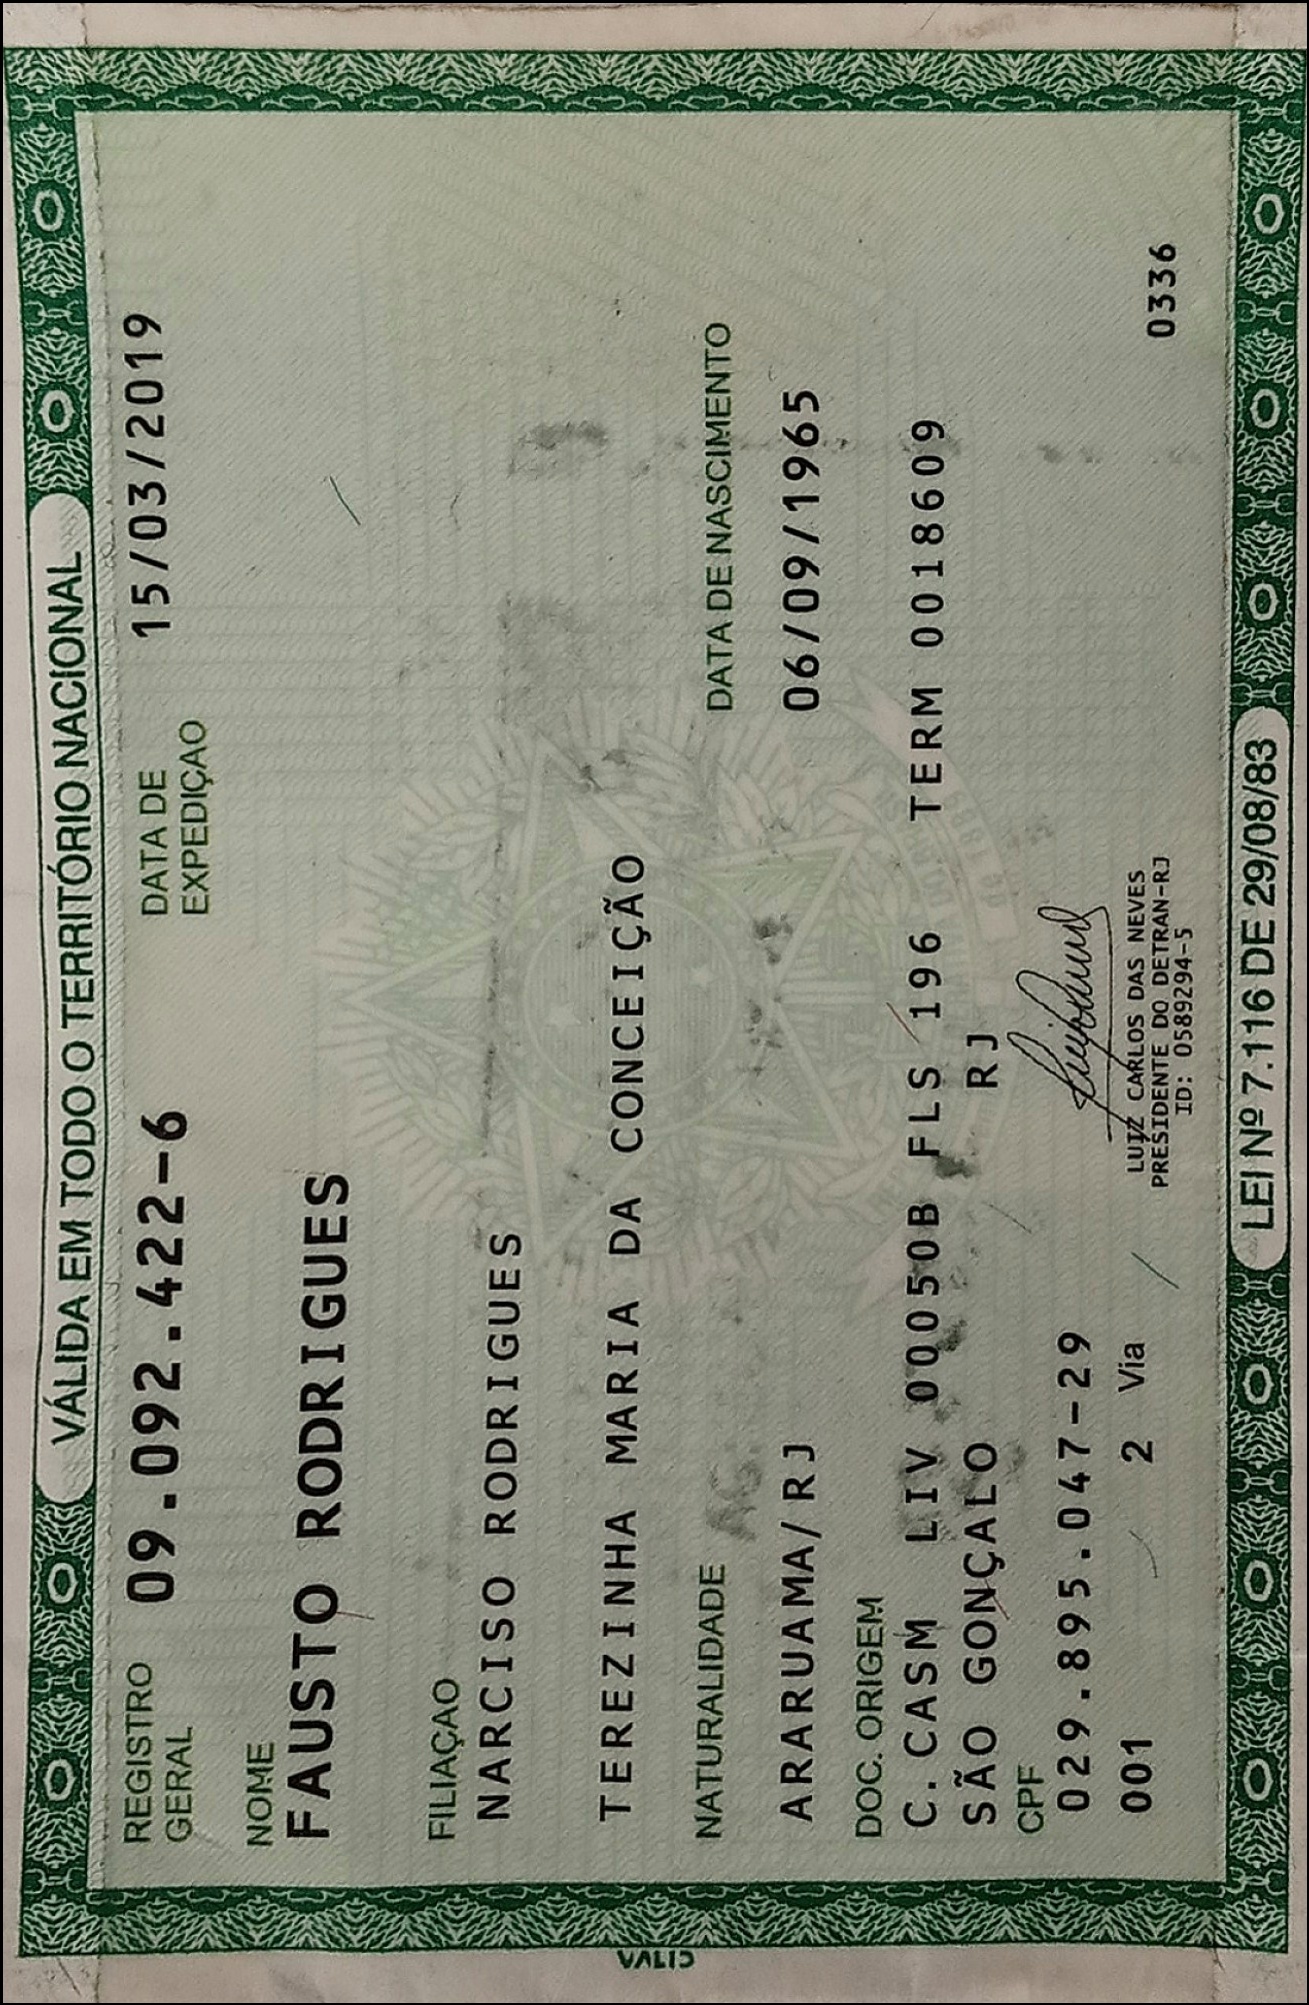 VÁLIDA EM TODO O TERRITÓRIO NACIONAL
REGISTRO GERAL 09.092.422-6 DATA DE EXPEDIÇAO 15/03/2019
NOME
FAUSTO RODRIGUES
FILIAÇAO
NARCISO RODRIGUES
TEREZINHA MARIA DA CONCEIÇÃO
NATURALIDADE DATA DE NASCIMENTO
ARARUAMA/RJ 06/09/1965
DOC. ORIGEM
C.CASM LIV 00050B FLS 196 TERM 0018609
SÃO GONÇALO RJ
CPF
029.895.047-29
001 2 Via
LUIZ CARLOS DAS NEVES
PRESIDENTE DO DETRAN-RJ
ID: 0589294-5
0336
LEI Nº 7.116 DE 29/08/83